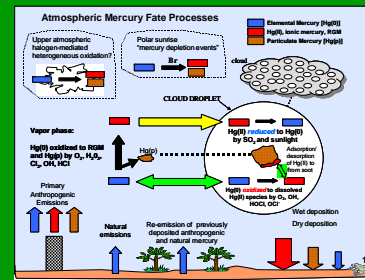 Atmospheric Mercury Fate Processes
Elemental Mercury [Hg(0)]
Hg(II), ionic mercury, RGM
Particulate Mercury [Hg(p)]
Upper atmospheric
halogen-mediated
heterogeneous oxidation?
Polar sunrise
"mercury depletion events"
Br
cloud
CLOUD DROPLET
Hg(II) reduced to Hg(0)
by SO2 and sunlight
Vapor phase:
Hg(0) oxidized to RGM
and Hg(p) by O3, H2O2,
Cl2, OH, HCl
Hg(p)
Adsorption/
desorption
of Hg(II) to
from soot
Hg(0) oxidized to dissolved
Hg(II) species by O3, OH,
HOCl, OCl-
Primary
Anthropogenic
Emissions
Natural
emissions
Re-emission of previously
deposited anthropogenic
and natural mercury
Wet deposition
Dry deposition